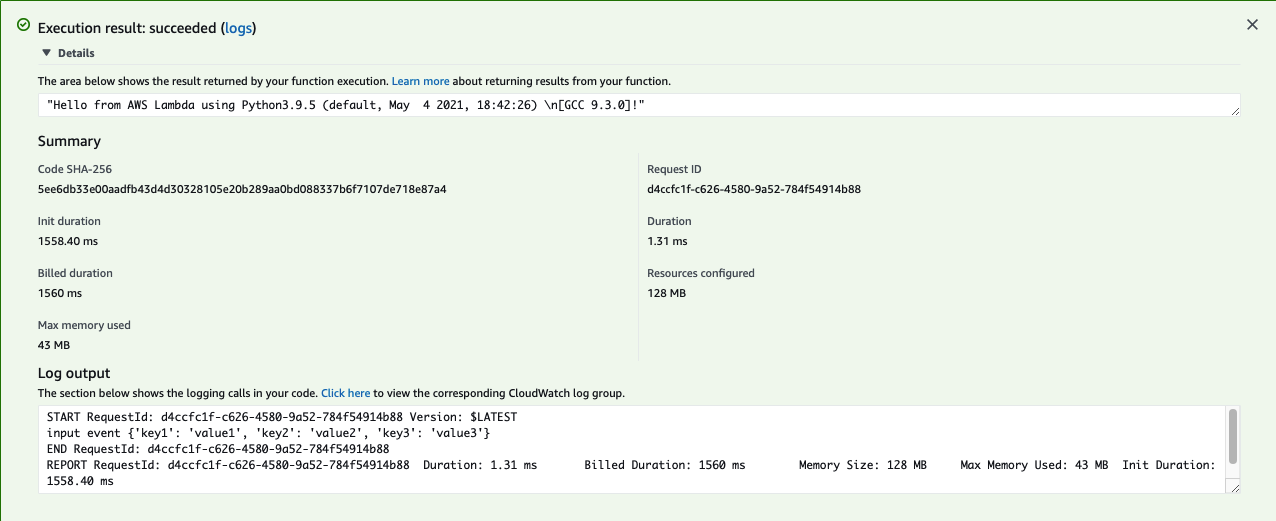 Execution result: succeeded (logs)
Details
The area below shows the result returned by your function execution. Learn more about returning results from your function.
"Hello from AWS Lambda using Python3.9.5 (default, May  4 2021, 18:42:26) \n[GCC 9.3.0]!"
Summary
Code SHA-256
5ee6db33e00aadfb43d4d30328105e20b289aa0bd088337b6f7107de718e87a4
Request ID
d4ccfc1f-c626-4580-9a52-784f54914b88
Init duration
1558.40 ms
Duration
1.31 ms
Billed duration
1560 ms
Resources configured
128 MB
Max memory used
43 MB
Log output
The section below shows the logging calls in your code. Click here to view the corresponding CloudWatch log group.
START RequestId: d4ccfc1f-c626-4580-9a52-784f54914b88 Version: $LATEST
input event {'key1': 'value1', 'key2': 'value2', 'key3': 'value3'}
END RequestId: d4ccfc1f-c626-4580-9a52-784f54914b88
REPORT RequestId: d4ccfc1f-c626-4580-9a52-784f54914b88  Duration: 1.31 ms  Billed Duration: 1560 ms  Memory Size: 128 MB  Max Memory Used: 43 MB  Init Duration:
1558.40 ms